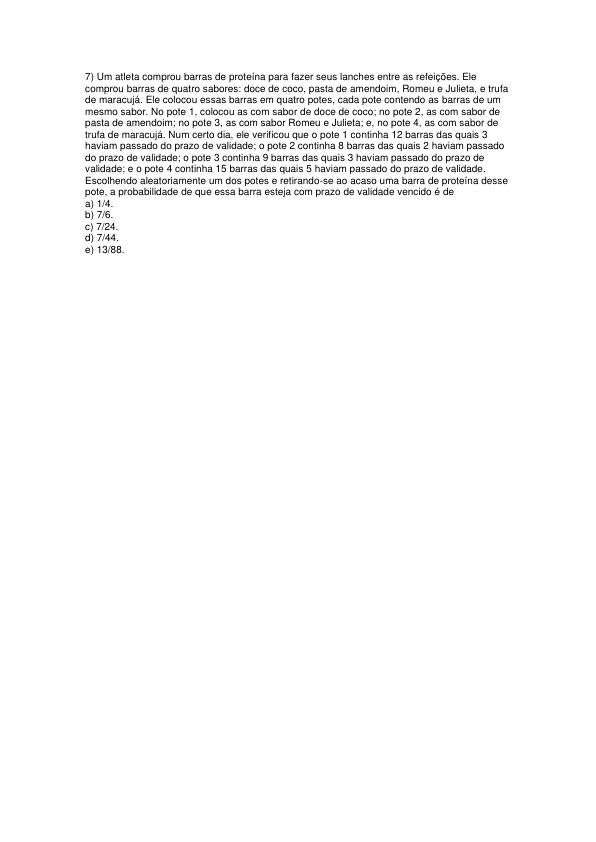 7) Um atleta comprou barras de proteína para fazer seus lanches entre as refeições. Ele
comprou barras de quatro sabores: doce de coco, pasta de amendoim, Romeu e Julieta, e trufa
de maracujá. Ele colocou essas barras em quatro potes, cada pote contendo as barras de um
mesmo sabor. No pote 1, colocou as com sabor de doce de coco; no pote 2, as com sabor de
pasta de amendoim; no pote 3, as com sabor Romeu e Julieta; e, no pote 4, as com sabor de
trufa de maracujá. Num certo dia, ele verificou que o pote 1 continha 12 barras das quais 3
haviam passado do prazo de validade; o pote 2 continha 8 barras das quais 2 haviam passado
do prazo de validade; o pote 3 continha 9 barras das quais 3 haviam passado do prazo de
validade; e o pote 4 continha 15 barras das quais 5 haviam passado do prazo de validade.
Escolhendo aleatoriamente um dos potes e retirando-se ao acaso uma barra de proteína desse
pote, a probabilidade de que essa barra esteja com prazo de validade vencido é de
a) 1/4.
b) 7/6.
c) 7/24.
d) 7/44.
e) 13/88.